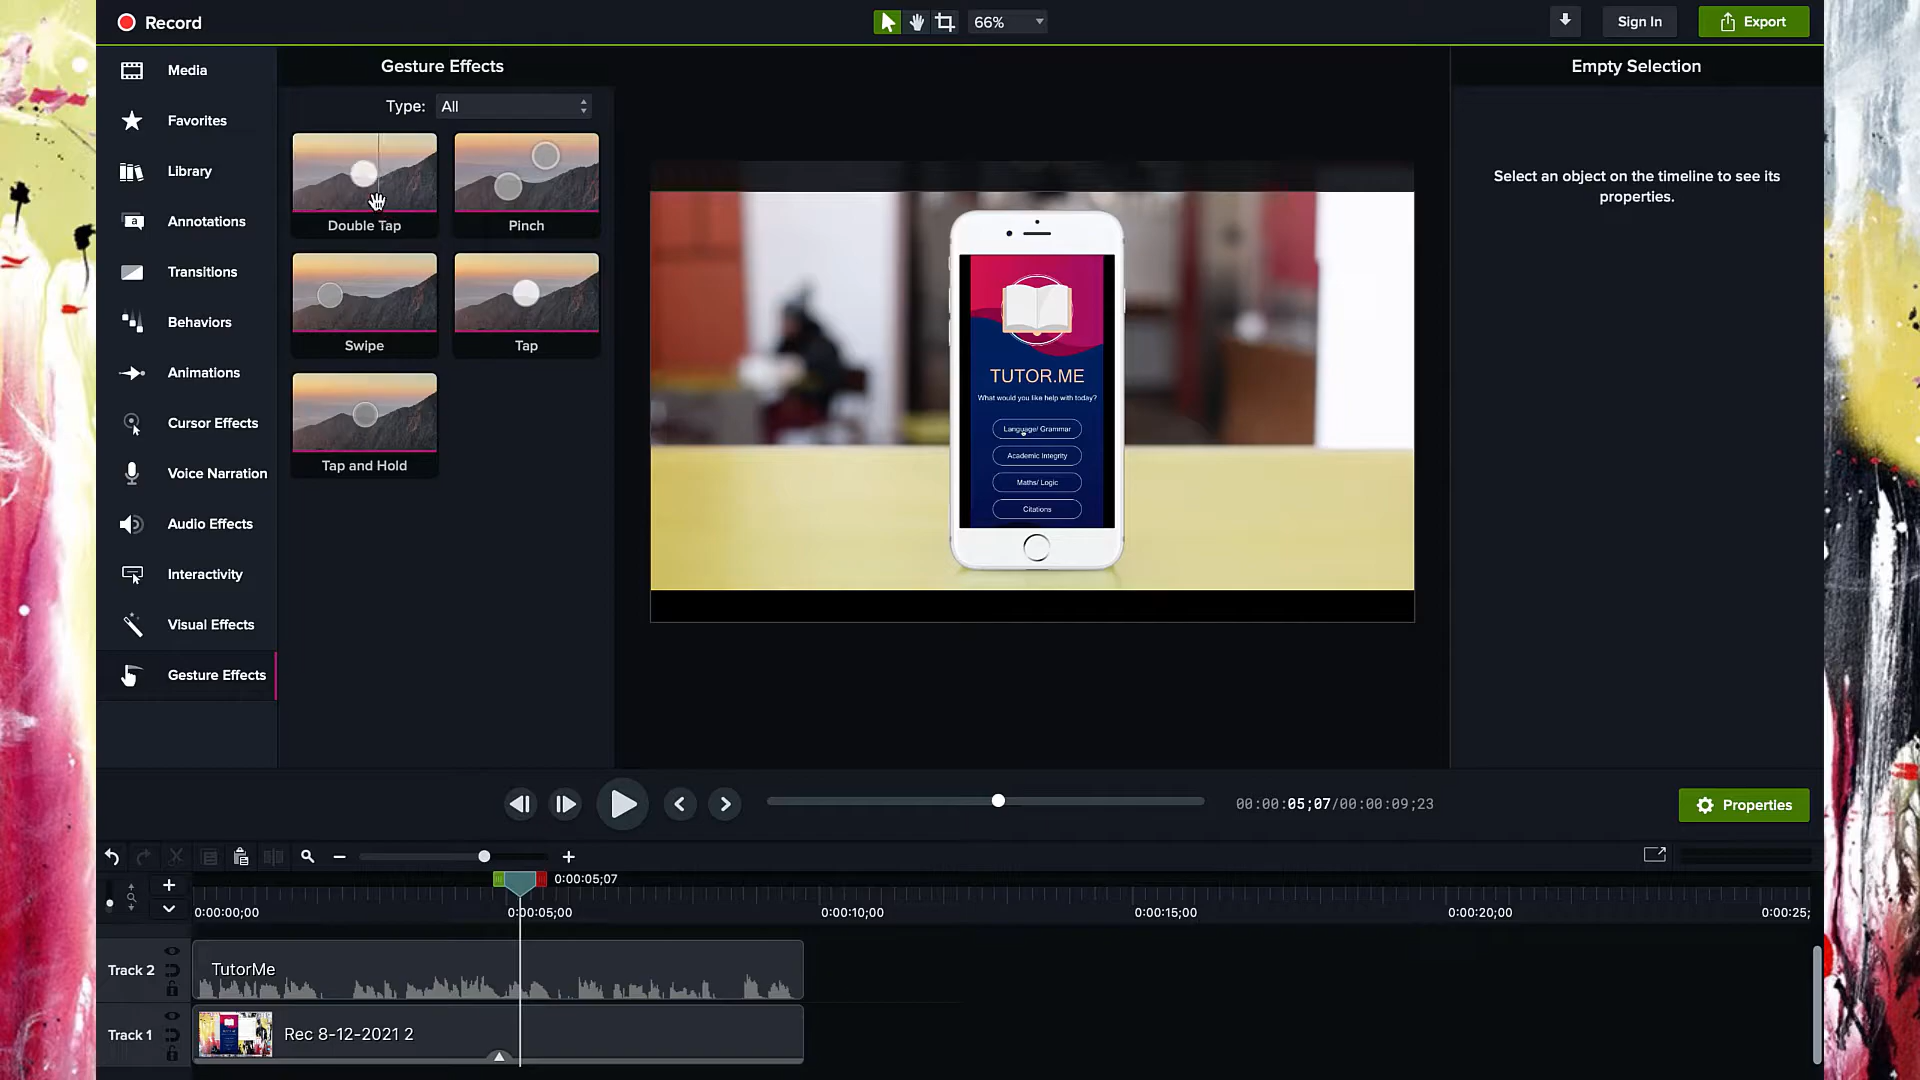 Record
66%
Sign In
Export
Media
Favorites
Library
Annotations
Transitions
Behaviors
Animations
Cursor Effects
Voice Narration
Audio Effects
Interactivity
Visual Effects
Gesture Effects
Gesture Effects
Type: All
Double Tap
Pinch
Swipe
Tap
Tap and Hold
TUTOR.ME
What would you like help with today?
Language/ Grammar
Academic Integrity
Maths/ Logic
Citations
Empty Selection
Select an object on the timeline to see its
properties.
00:00:05;07/00:00:09;23
Properties
0:00:05;07
0:00:00;00
0:00:05;00
0:00:10;00
0:00:15;00
0:00:20;00
0:00:25;
Track 2
TutorMe
Track 1
Rec 8-12-2021 2